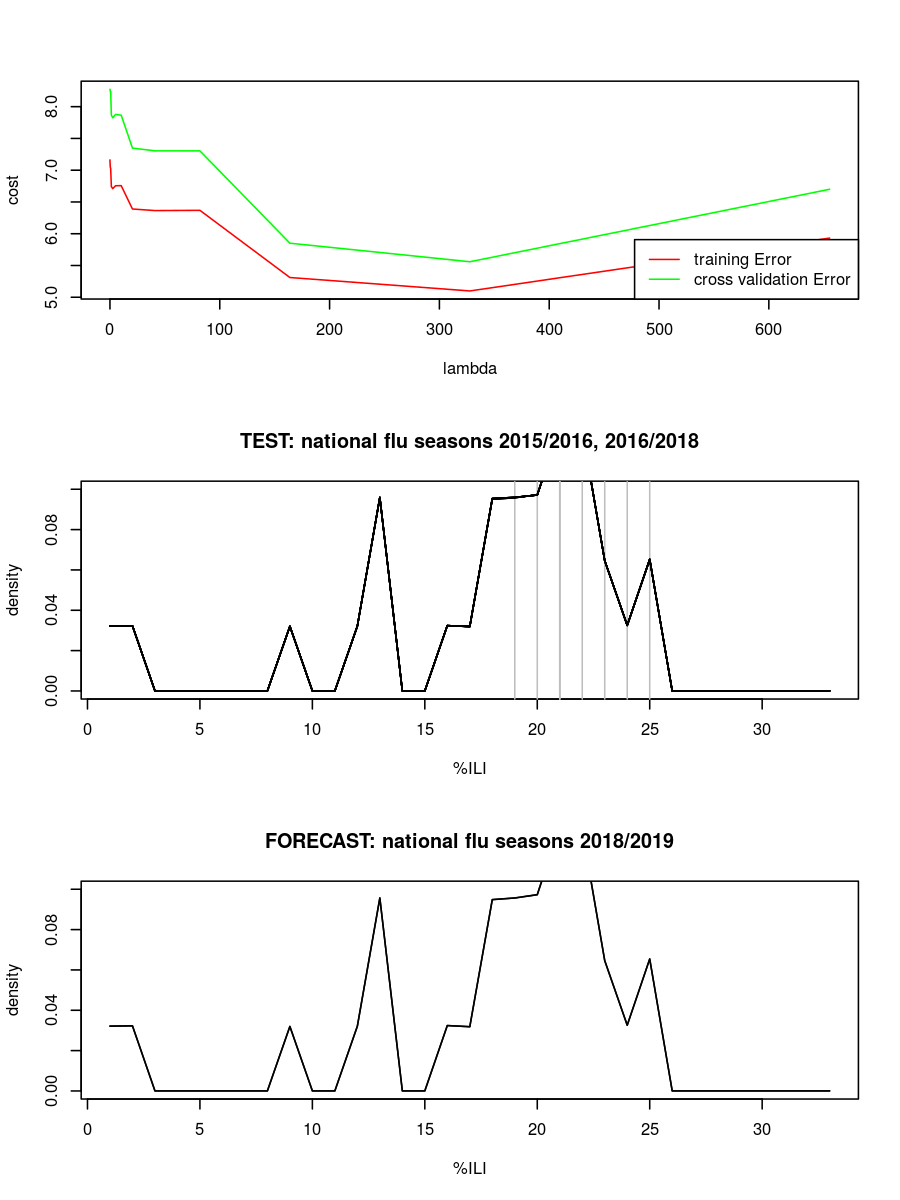 cost
8.0
7.0
6.0
5.0
training Error
cross validation Error
0 100 200 300 400 500 600
lambda
TEST: national flu seasons 2015/2016, 2016/2018
density
0.08
0.04
0.00
0 5 10 15 20 25 30
%ILI
FORECAST: national flu seasons 2018/2019
density
0.08
0.04
0.00
0 5 10 15 20 25 30
%ILI